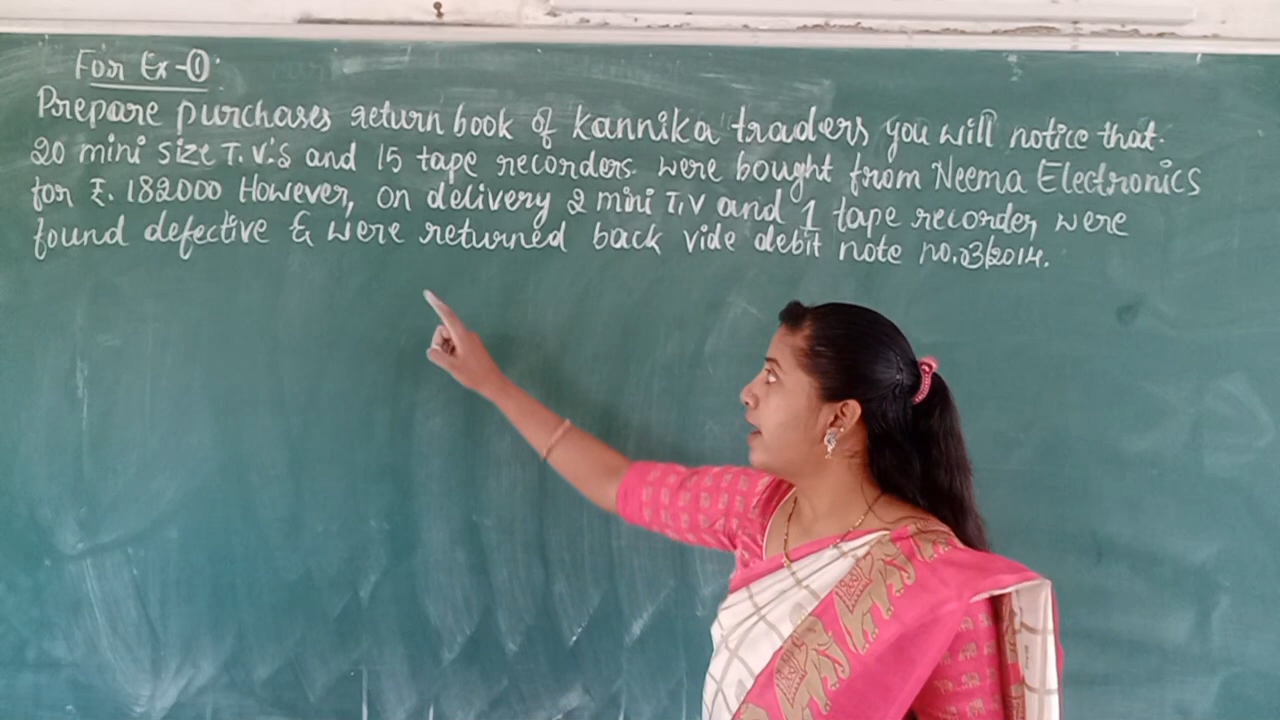 For Ex-①
Prepare purchases return book of Kannika traders you will notice that.
20 mini size T.V.'s and 15 tape recorders were bought from Neema Electronics
for ₹. 182000 However, on delivery 2 mini T.V and 1 tape recorder were
found defective & were returned back vide debit note no.03/2014.